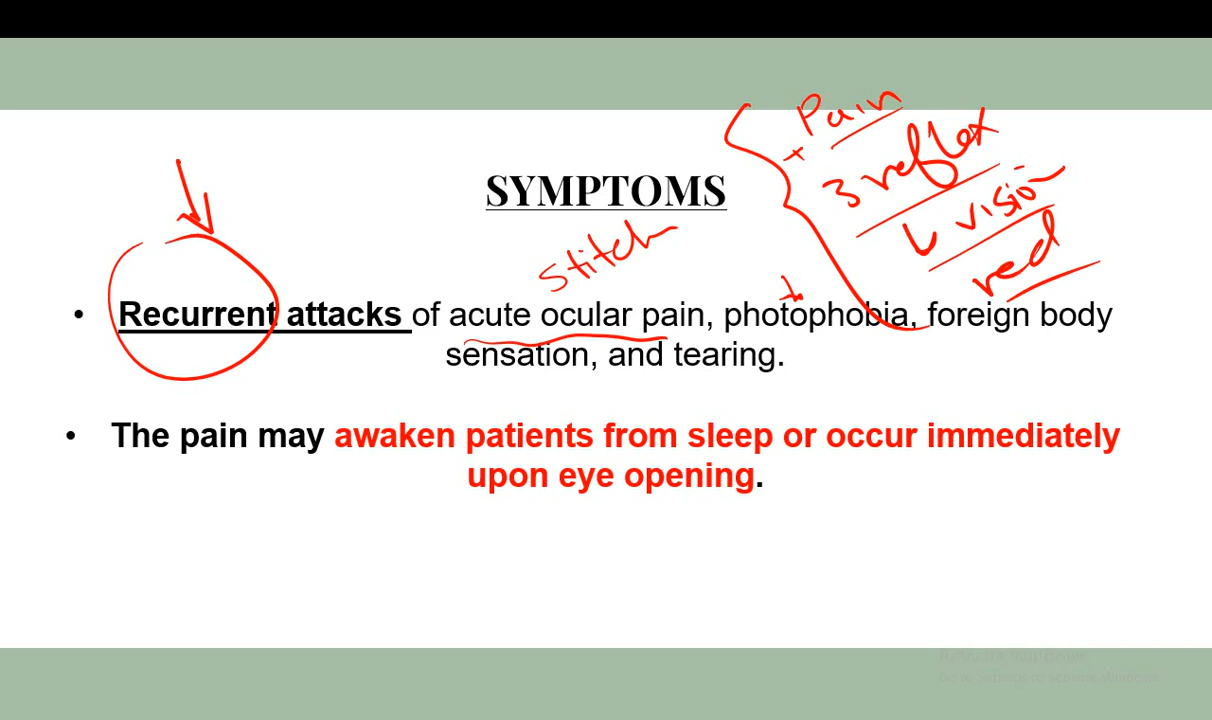 Pain
3 reflex
vision
red
SYMPTOMS
stitch
• Recurrent attacks of acute ocular pain, photophobia, foreign body
sensation, and tearing.
• The pain may awaken patients from sleep or occur immediately
upon eye opening.